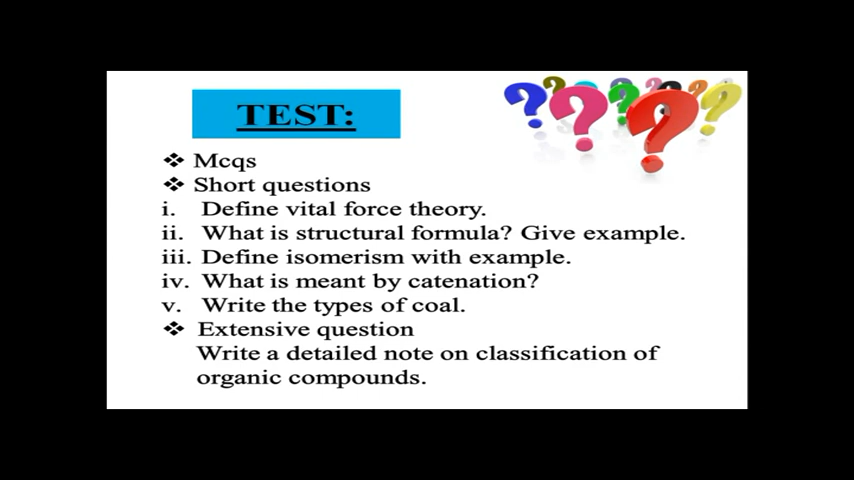 TEST:
❖ Mcqs
❖ Short questions
i. Define vital force theory.
ii. What is structural formula? Give example.
iii. Define isomerism with example.
iv. What is meant by catenation?
v. Write the types of coal.
❖ Extensive question
Write a detailed note on classification of
organic compounds.